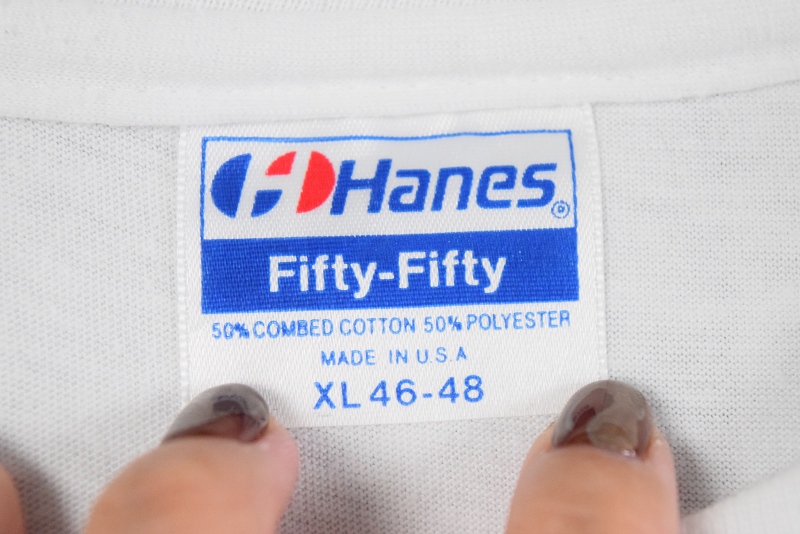 Hanes®
Fifty-Fifty
50% COMBED COTTON 50% POLYESTER
MADE IN U.S.A
XL 46-48